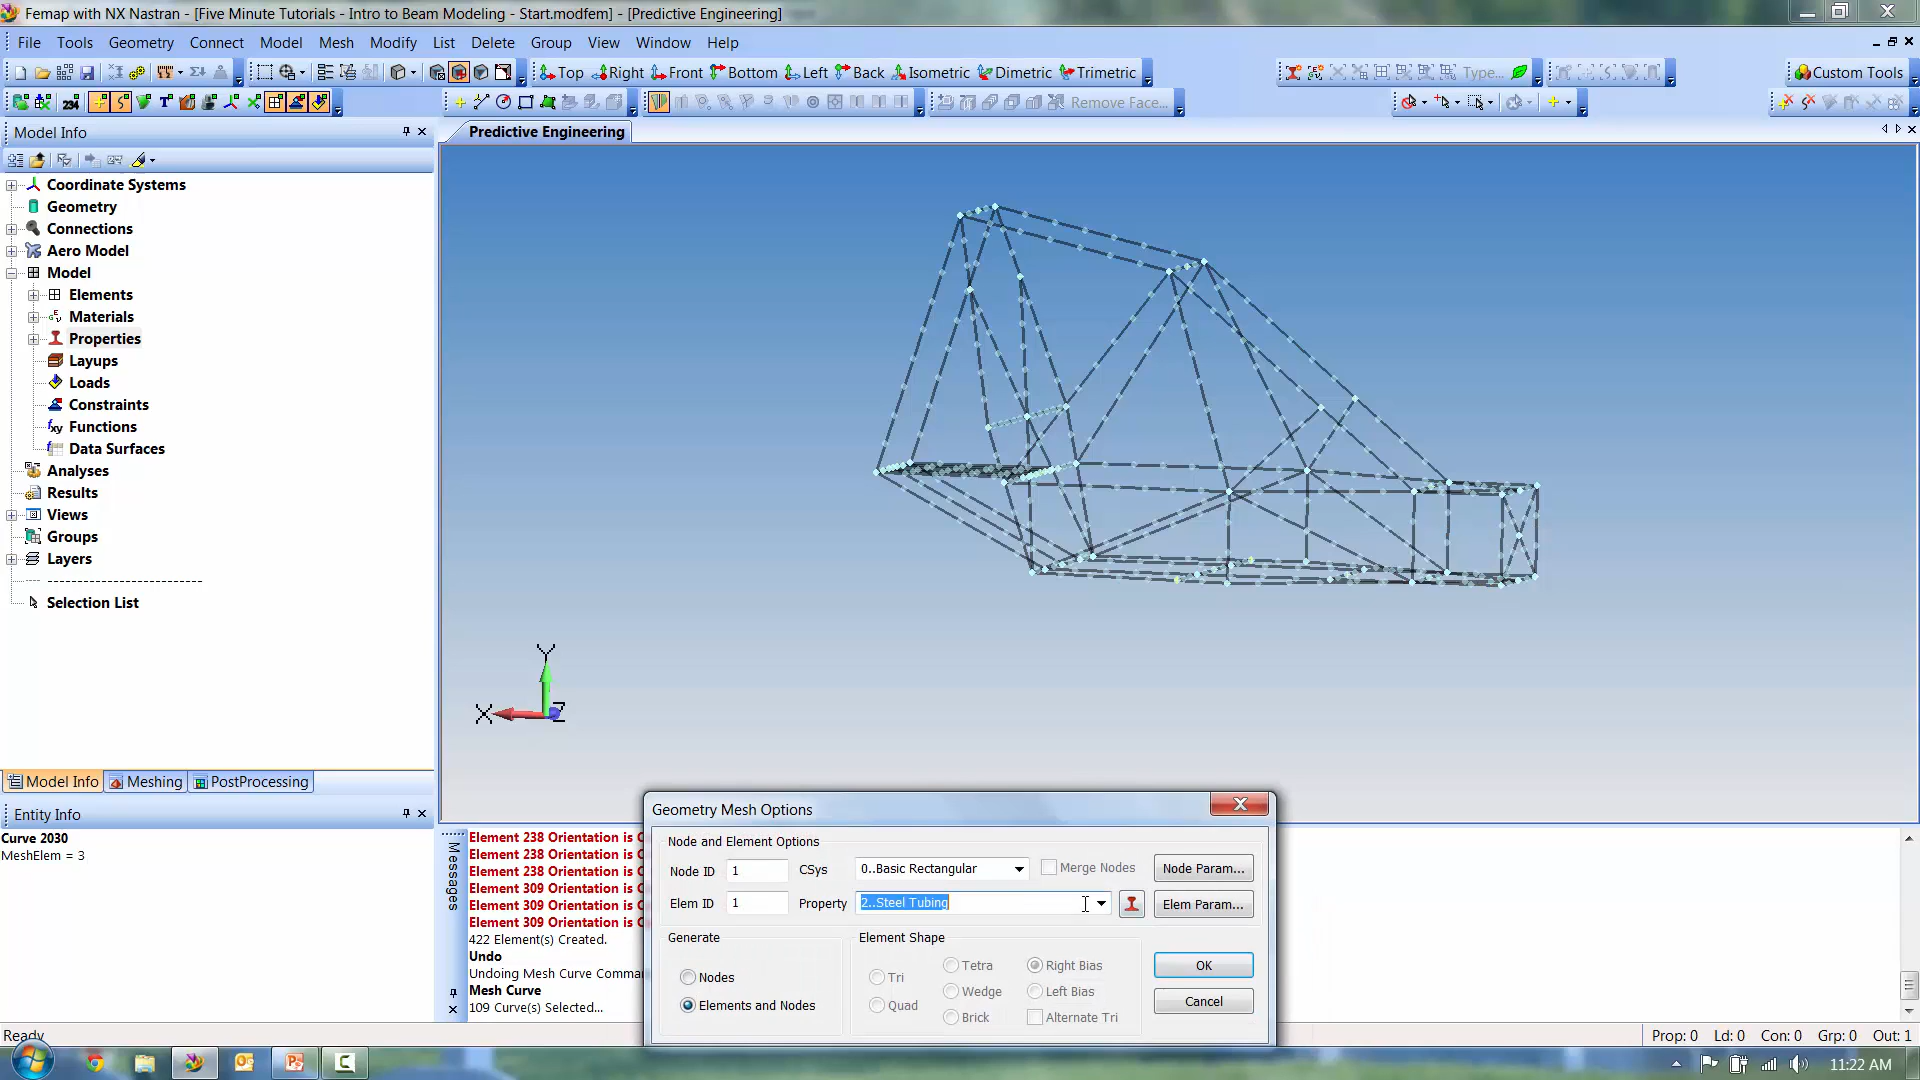 Femap with NX Nastran - [Five Minute Tutorials - Intro to Beam Modeling - Start.modfem] - [Predictive Engineering]
File Tools Geometry Connect Model Mesh Modify List Delete Group View Window Help
Top Right Front Bottom Left Back Isometric Dimetric Trimetric Type... Custom Tools
234 Remove Face...
Model Info
Predictive Engineering
Coordinate Systems
Geometry
Connections
Aero Model
Model
Elements
Materials
Properties
Layups
Loads
Constraints
Functions
Data Surfaces
Analyses
Results
Views
Groups
Layers
Selection List
Y
X Z
Model Info Meshing PostProcessing
Entity Info
Curve 2030
MeshElem = 3
Messages
Element 238 Orientation is C
Element 238 Orientation is C
Element 238 Orientation is C
Element 309 Orientation is C
Element 309 Orientation is C
Element 309 Orientation is C
422 Element(s) Created.
Undo
Undoing Mesh Curve Comma
Mesh Curve
109 Curve(s) Selected...
Geometry Mesh Options
Node and Element Options
Node ID 1 CSys 0..Basic Rectangular Merge Nodes Node Param...
Elem ID 1 Property 2..Steel Tubing Elem Param...
Generate
Nodes
Elements and Nodes
Element Shape
Tri Tetra Right Bias
Quad Wedge Left Bias
Brick Alternate Tri
OK
Cancel
Ready
Prop: 0 Ld: 0 Con: 0 Grp: 0 Out: 1
11:22 AM